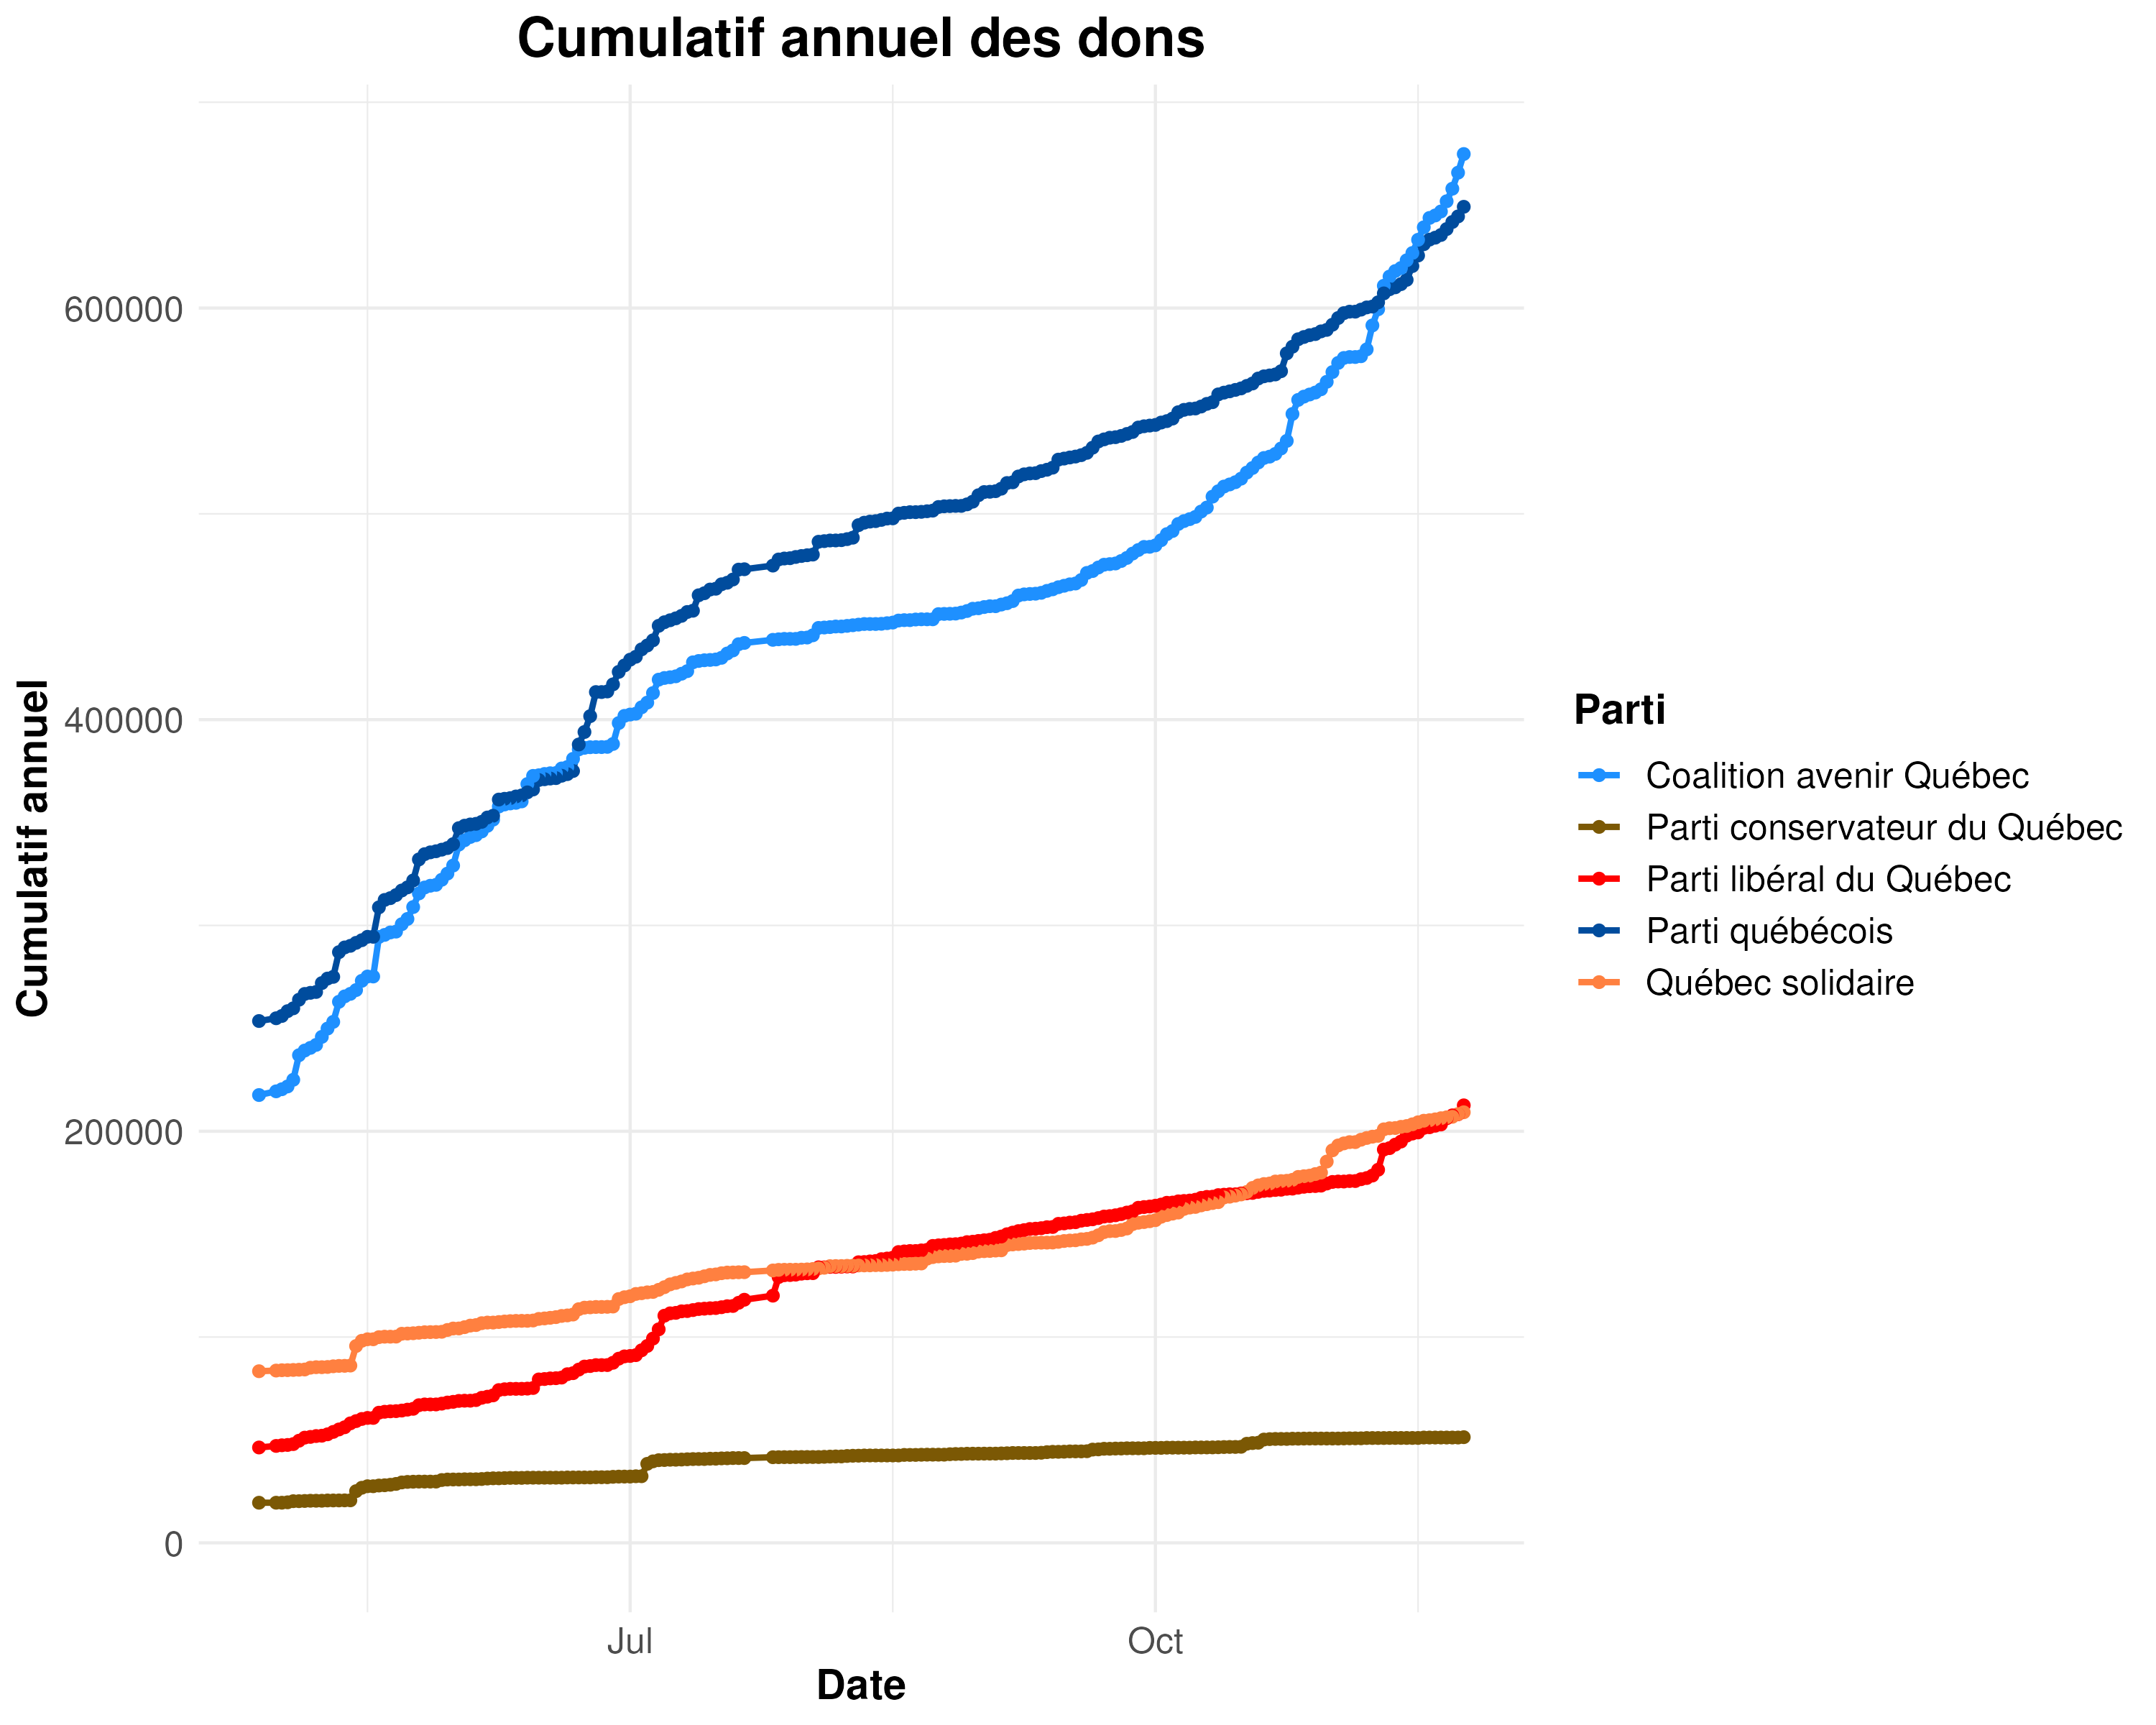 Cumulatif annuel des dons
Cumulatif annuel
600000
400000
200000
0
Jul
Oct
Date
Parti
Coalition avenir Québec
Parti conservateur du Québec
Parti libéral du Québec
Parti québécois
Québec solidaire